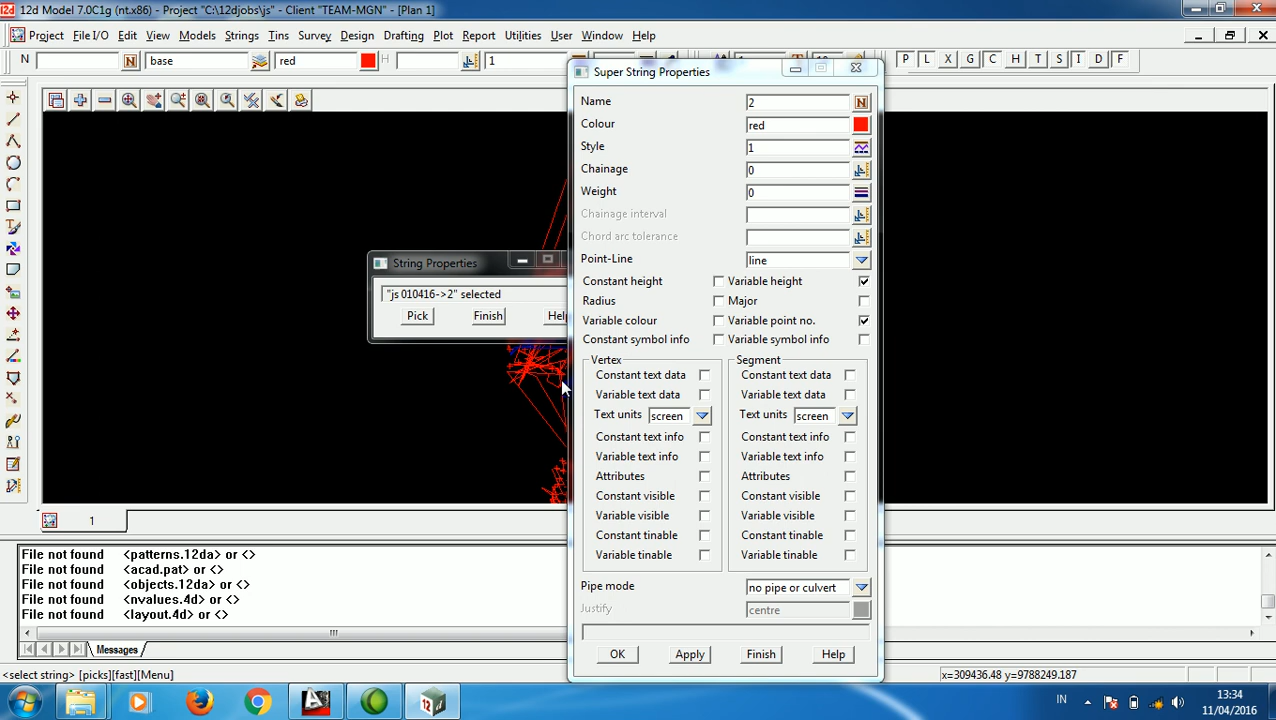 12d Model 7.0C1g (nt.x86) - Project "C:\12djobs\js" - Client "TEAM-MGN" - [Plan 1]
Project File I/O Edit View Models Strings Tins Survey Design Drafting Plot Report Utilities User Window Help
N base red H 1 P L X G C H T S I D F
Super String Properties
Name 2
Colour red
Style 1
Chainage 0
Weight 0
Chainage interval
Chord arc tolerance
Point-Line line
Constant height Variable height
Radius Major
Variable colour Variable point no.
Constant symbol info Variable symbol info
Vertex Segment
Constant text data Constant text data
Variable text data Variable text data
Text units screen Text units screen
Constant text info Constant text info
Variable text info Variable text info
Attributes Attributes
Constant visible Constant visible
Variable visible Variable visible
Constant tinable Constant tinable
Variable tinable Variable tinable
Pipe mode no pipe or culvert
Justify centre
OK Apply Finish Help
String Properties
"js 010416->2" selected
Pick Finish Help
1
File not found <patterns.12da> or <>
File not found <acad.pat> or <>
File not found <objects.12da> or <>
File not found <nvalues.4d> or <>
File not found <layout.4d> or <>
Messages
<select string> [picks][fast][Menu] x=309436.48 y=9788249.187
IN 13:34
11/04/2016